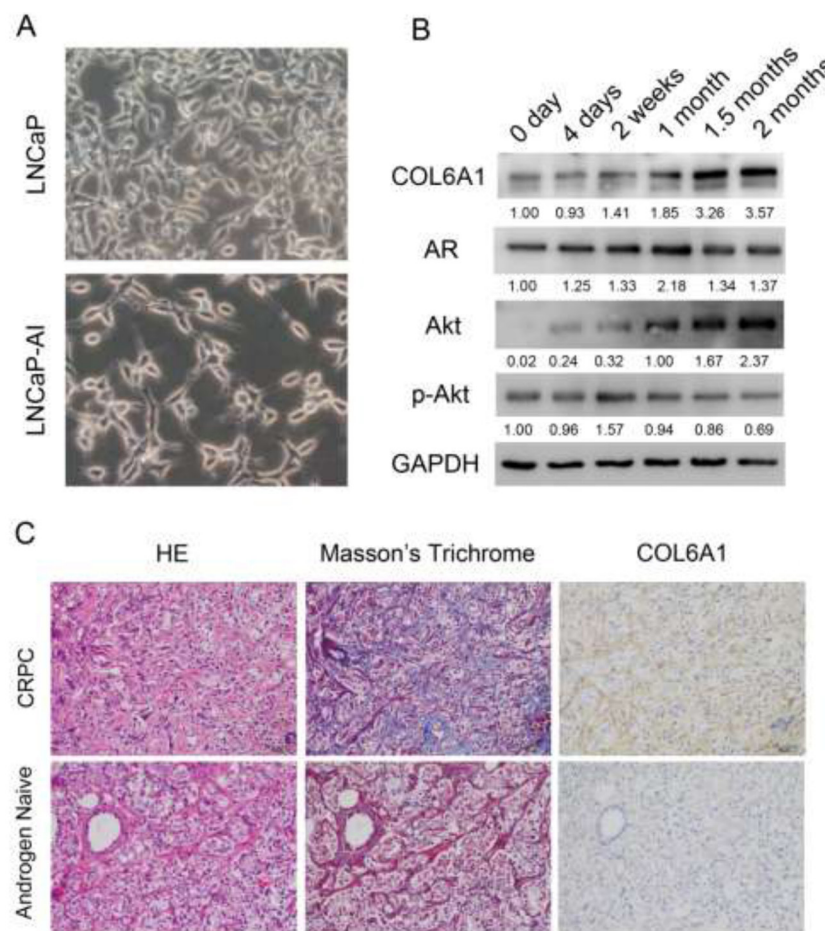 A
LNCaP
LNCaP-AI
B
0 day 4 days 2 weeks 1 month 1.5 months 2 months
COL6A1
1.00 0.93 1.41 1.85 3.26 3.57
AR
1.00 1.25 1.33 2.18 1.34 1.37
Akt
0.02 0.24 0.32 1.00 1.67 2.37
p-Akt
1.00 0.96 1.57 0.94 0.86 0.69
GAPDH
C
HE Masson's Trichrome COL6A1
CRPC
Androgen Naive